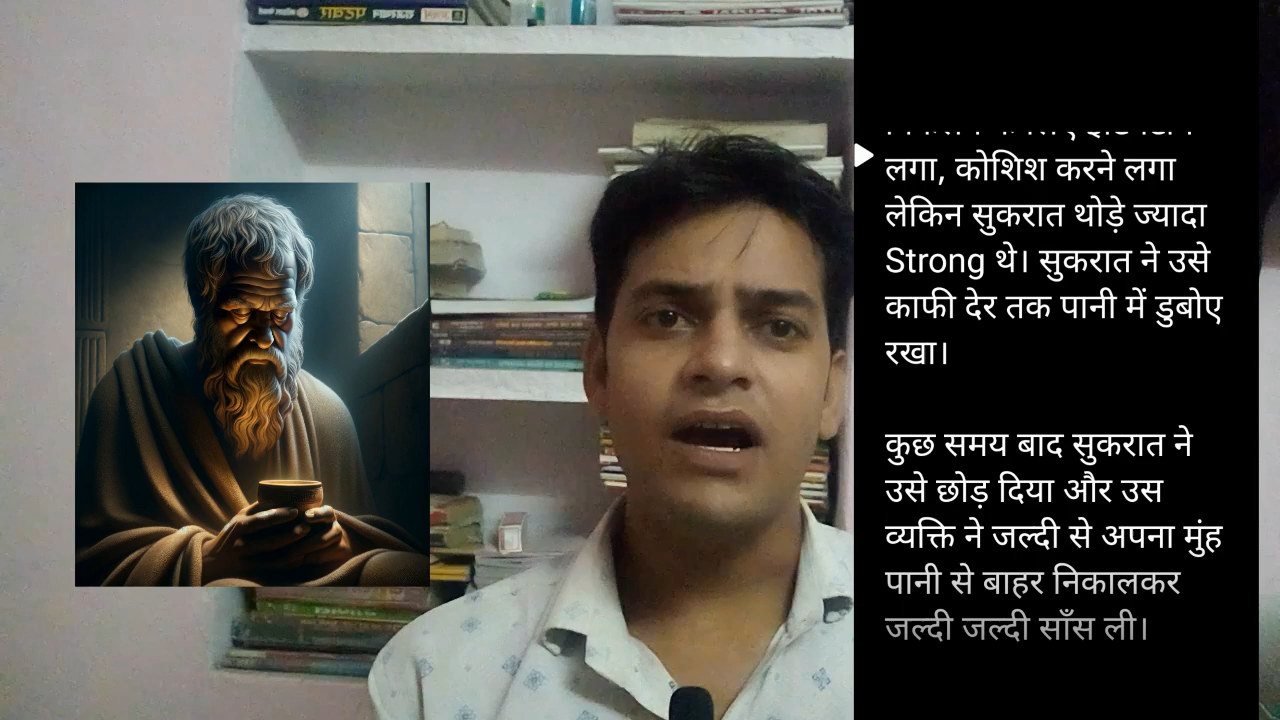 लगा, कोशिश करने लगा
लेकिन सुकरात थोड़े ज्यादा
Strong थे। सुकरात ने उसे
काफी देर तक पानी में डुबोए
रखा।
कुछ समय बाद सुकरात ने
उसे छोड़ दिया और उस
व्यक्ति ने जल्दी से अपना मुंह
पानी से बाहर निकालकर
जल्दी जल्दी साँस ली।